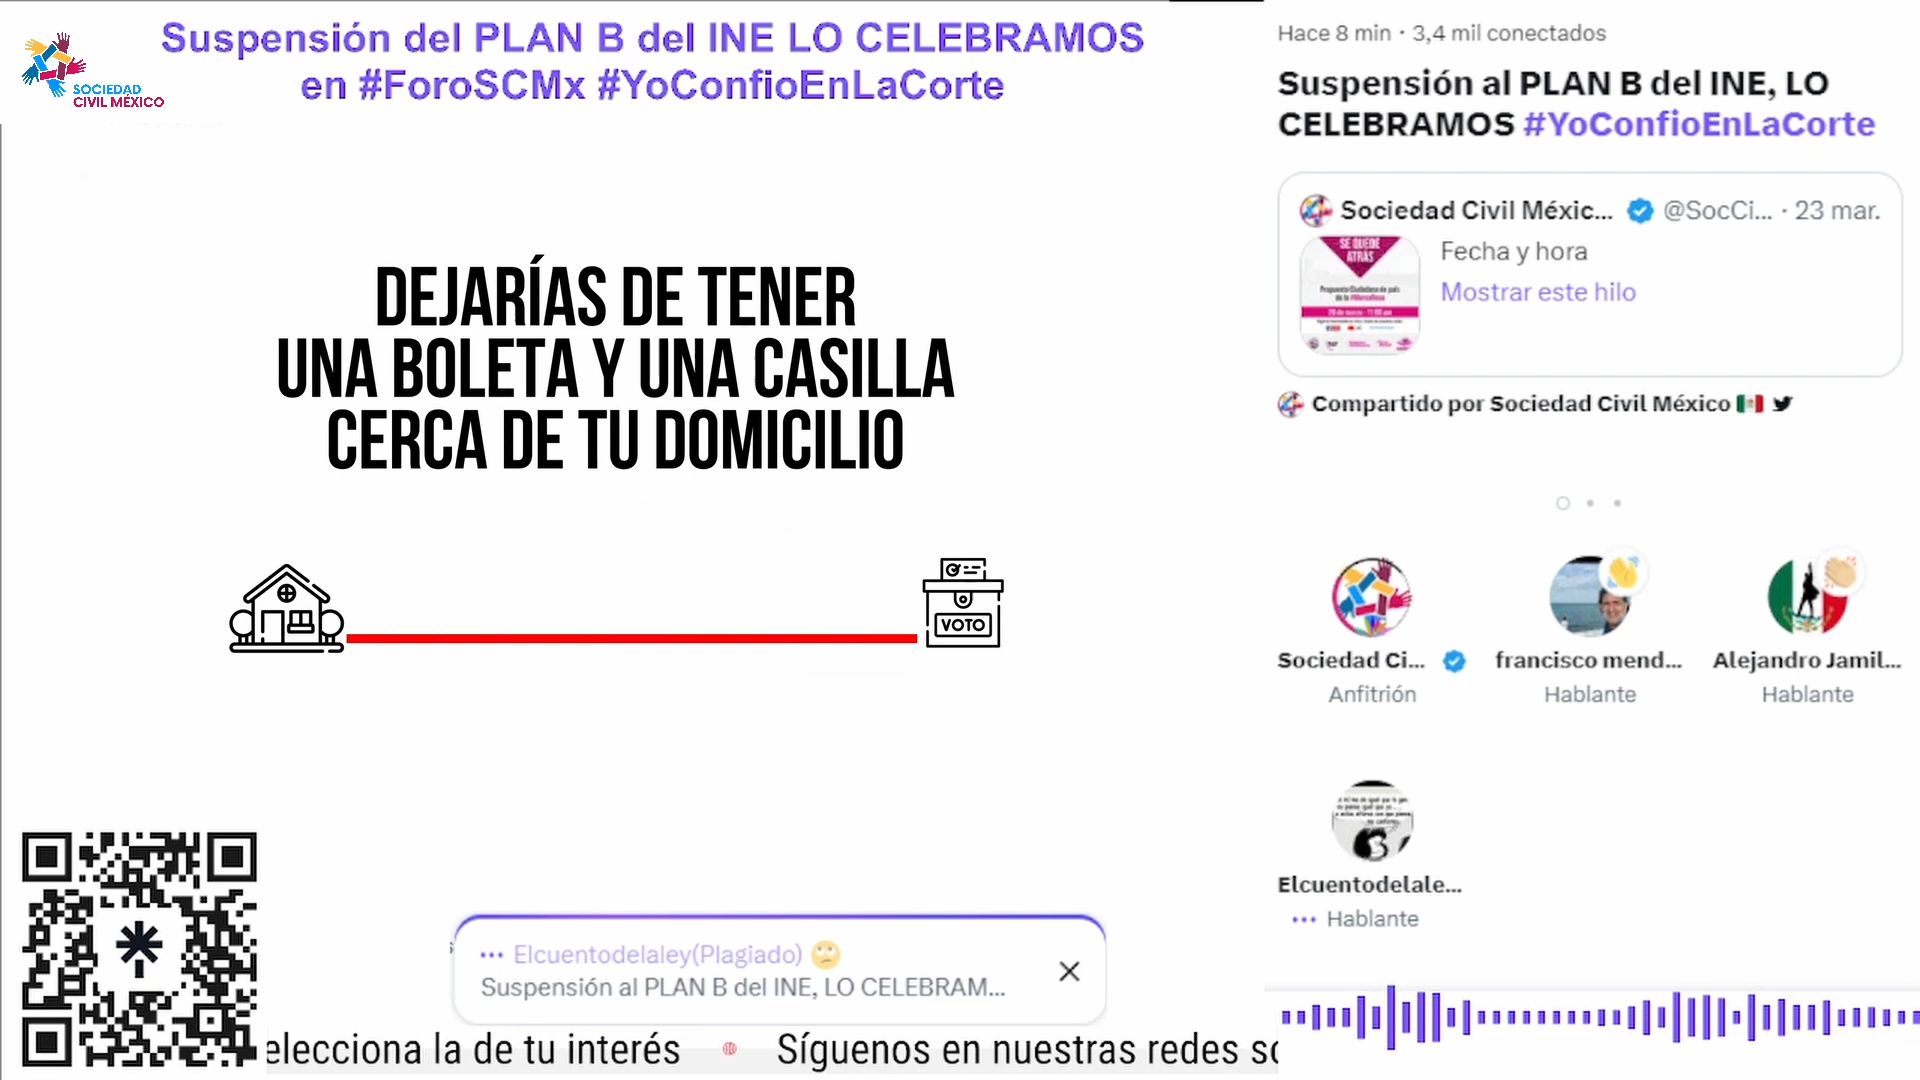 SOCIEDAD
CIVIL MÉXICO
Suspensión del PLAN B del INE LO CELEBRAMOS
en #ForoSCMx #YoConfioEnLaCorte
DEJARÍAS DE TENER
UNA BOLETA Y UNA CASILLA
CERCA DE TU DOMICILIO
VOTO
Elcuentodelaley(Plagiado)
Suspensión al PLAN B del INE, LO CELEBRAM...
elecciona la de tu interés
Síguenos en nuestras redes so
Hace 8 min · 3,4 mil conectados
Suspensión al PLAN B del INE, LO
CELEBRAMOS #YoConfioEnLaCorte
Sociedad Civil Méxic... @SocCi... · 23 mar.
SE QUEDE
ATRÁS
Fecha y hora
Mostrar este hilo
Compartido por Sociedad Civil México
Sociedad Ci...
Anfitrión
francisco mend...
Hablante
Alejandro Jamil...
Hablante
Elcuentodelale...
Hablante